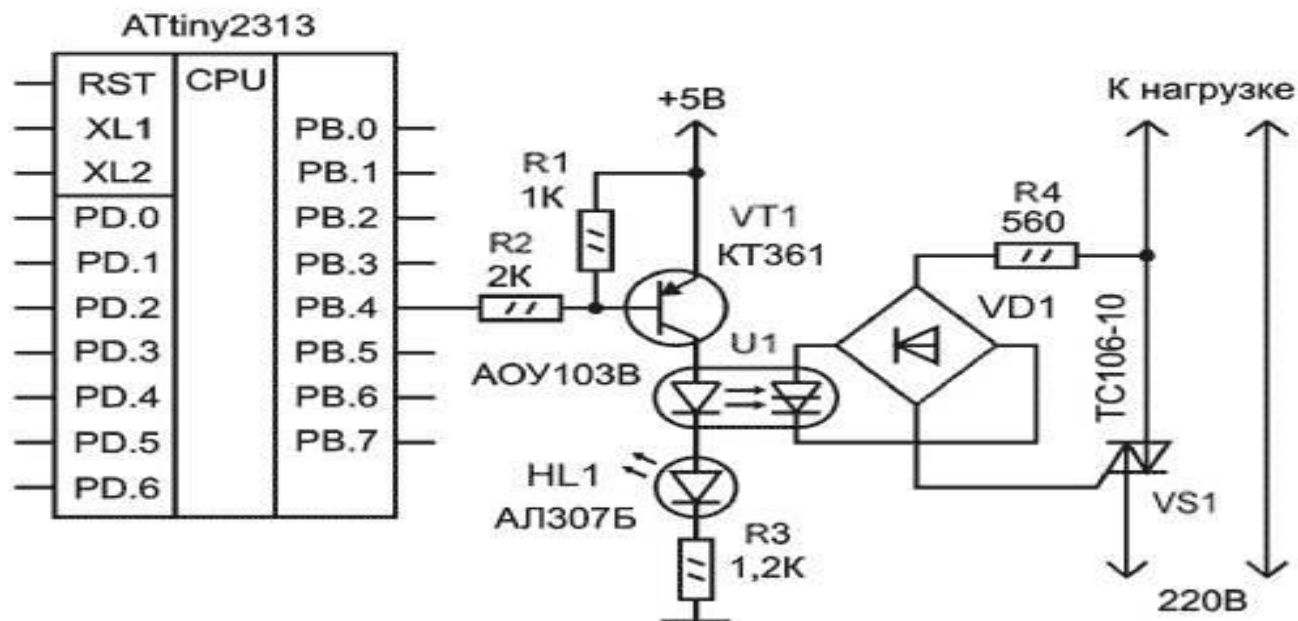 ATtiny2313
RST
CPU
XL1
XL2
PD.0
PD.1
PD.2
PD.3
PD.4
PD.5
PD.6
PB.0
PB.1
PB.2
PB.3
PB.4
PB.5
PB.6
PB.7
+5В
R1
1К
R2
2К
VT1
КТ361
U1
АОУ103В
HL1
АЛ307Б
R3
1,2К
VD1
R4
560
К нагрузке
ТС106-10
VS1
220В